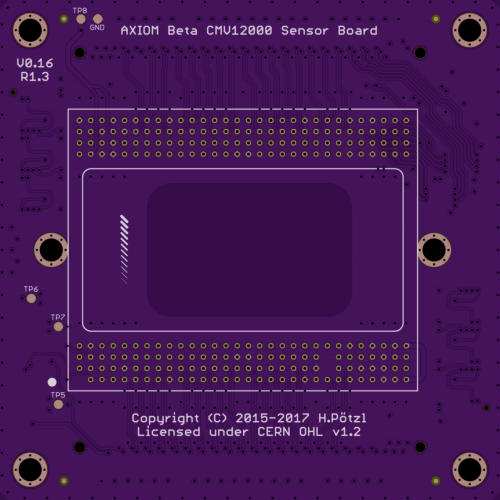 TP8
GND
AXIOM Beta CMV12000 Sensor Board
V0.16
R1.3
TP6
TP7
TP5
Copyright (C) 2015-2017 H.Pötzl
Licensed under CERN OHL v1.2